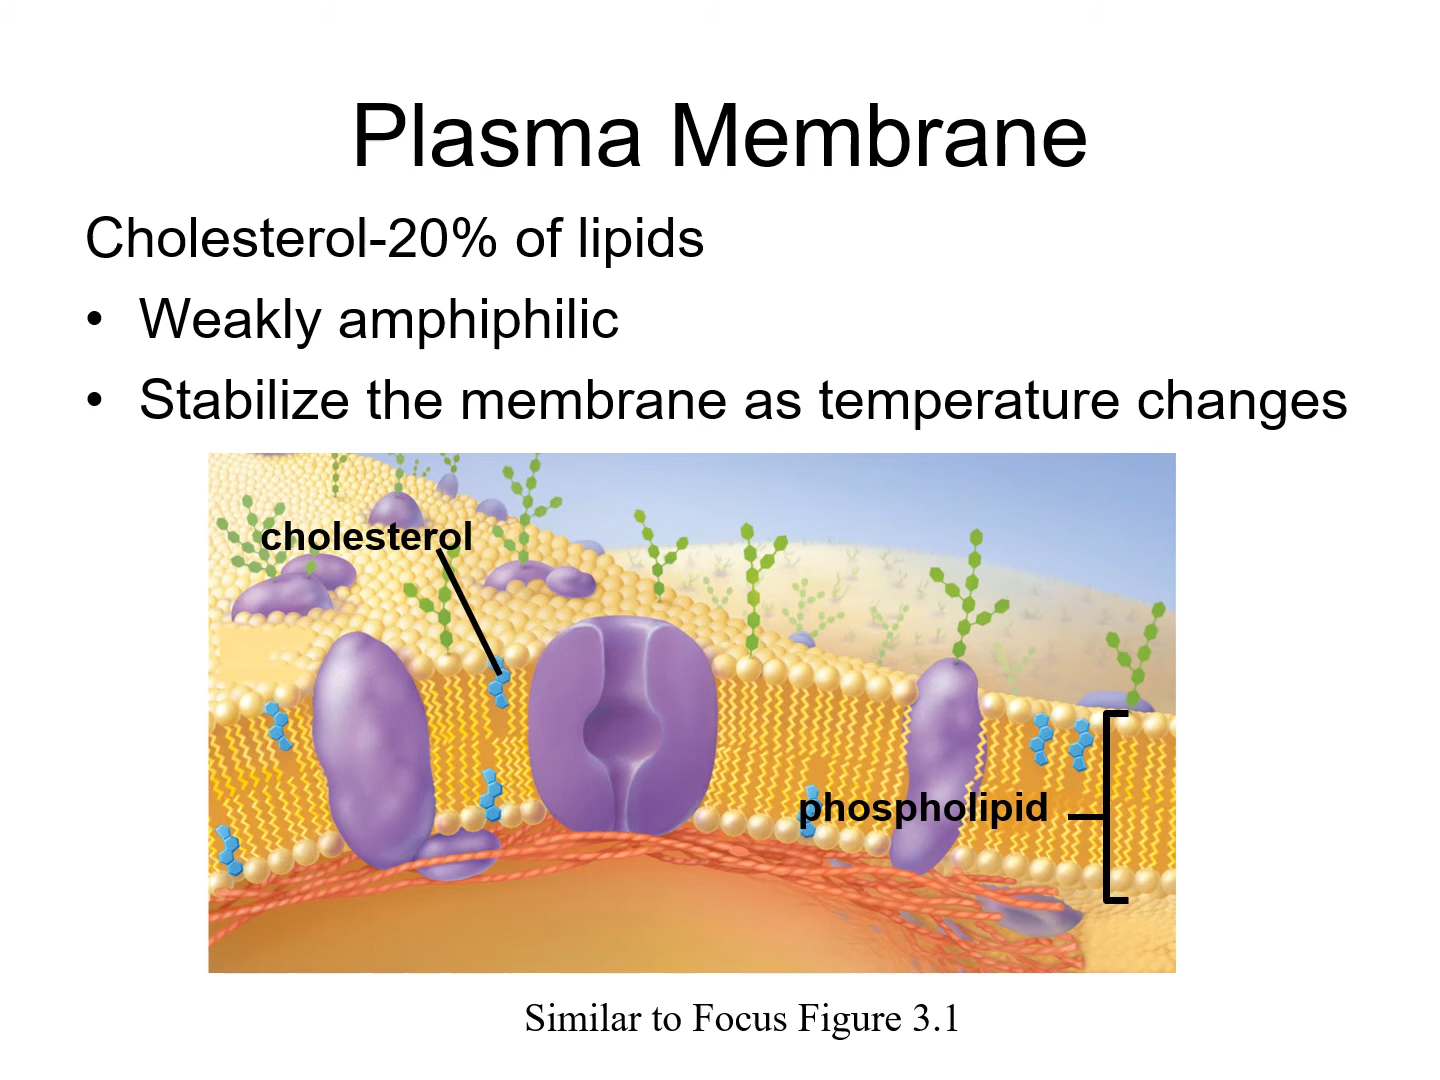 Plasma Membrane
Cholesterol-20% of lipids
• Weakly amphiphilic
• Stabilize the membrane as temperature changes
cholesterol
phospholipid
Similar to Focus Figure 3.1